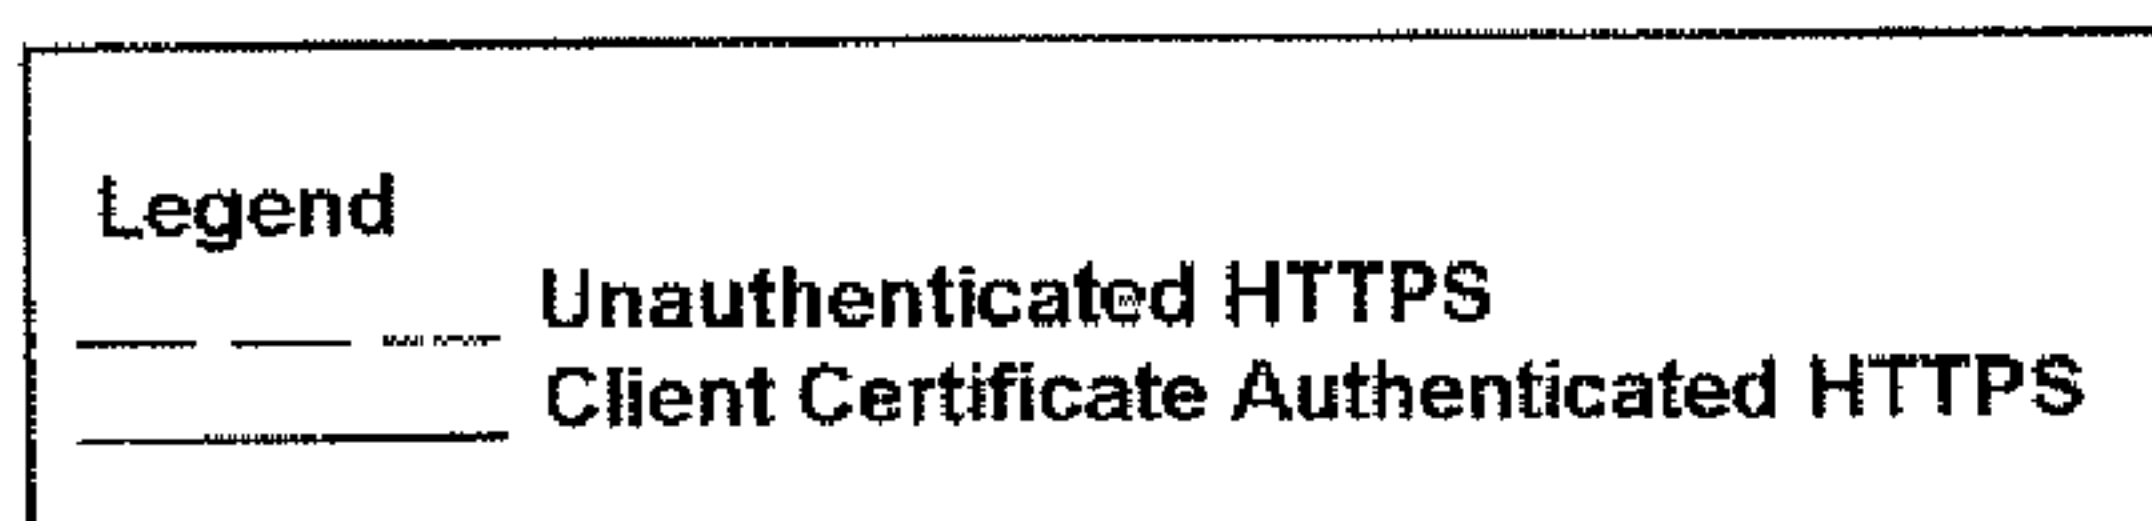 Legend
Unauthenticated HTTPS
Client Certificate Authenticated HTTPS